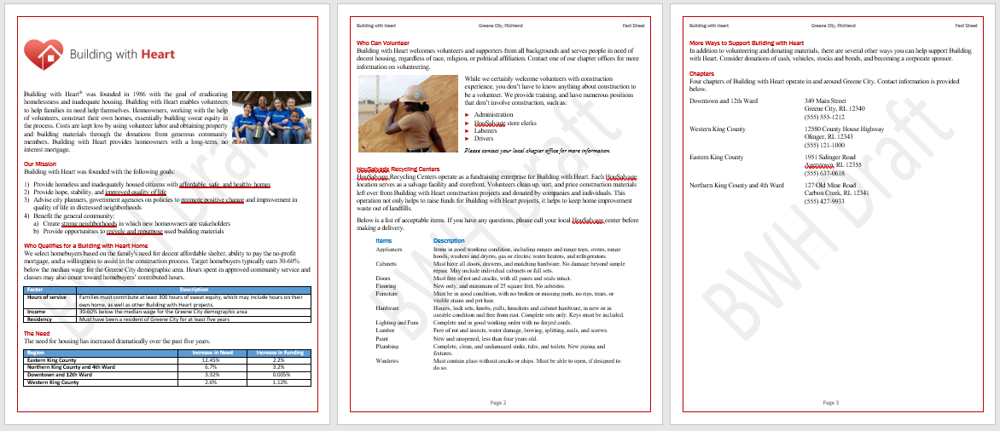 Building with Heart
Building with Heart® was founded in 1986 with the goal of eradicating
homelessness and inadequate housing. Building with Heart enables volunteers
to help families in need help themselves. Homeowners, working with the help
of volunteers, construct their own homes, essentially building sweat equity in
the process. Costs are kept low by using volunteer labor and obtaining property
and building materials through the donations from generous community
members. Building with Heart provides homeowners with a long-term, no
interest mortgage.
Our Mission
Building with Heart was founded with the following goals:
1) Provide homeless and inadequately housed citizens with affordable, safe, and healthy homes
2) Provide hope, stability, and improved quality of life
3) Advise city planners, government agencies on policies to promote positive change and improvement in
quality of life in distressed neighborhoods
4) Benefit the general community:
a) Create strong neighborhoods in which new homeowners are stakeholders
b) Provide opportunities to recycle and repurpose used building materials
Who Qualifies for a Building with Heart Home
We select homebuyers based on the family's need for decent affordable shelter, ability to pay the no-profit
mortgage, and a willingness to assist in the construction process. Target homebuyers typically earn 30-60%
below the median wage for the Greene City demographic area. Hours spent in approved community service and
classes may also count toward homebuyers' contributed hours.
Factor Description
Hours of service Families must contribute at least 300 hours of sweat equity, which may include hours on their
own home, as well as other Building with Heart projects.
Income 30-60% below the median wage for the Greene City demographic area
Residency Must have been a resident of Greene City for at least five years
The Need
The need for housing has increased dramatically over the past five years.
Region Increase in Need Increase in Funding
Eastern King County 12.45% 2.2%
Northern King County and 4th Ward 6.7% 3.2%
Downtown and 12th Ward 3.32% 0.005%
Western King County 2.6% 1.12%
BWH Draft
Building with Heart Greene City, Richland Fact Sheet
Who Can Volunteer
Building with Heart welcomes volunteers and supporters from all backgrounds and serves people in need of
decent housing, regardless of race, religion, or political affiliation. Contact one of our chapter offices for more
information on volunteering.
While we certainly welcome volunteers with construction
experience, you don't have to know anything about construction to
be a volunteer. We provide training, and have numerous positions
that don't involve construction, such as:
► Administration
► HouSalvage store clerks
► Laborers
► Drivers
Please contact your local chapter office for more information.
HouSalvage Recycling Centers
HouSalvage Recycling Centers operate as a fundraising enterprise for Building with Heart. Each HouSalvage
location serves as a salvage facility and storefront. Volunteers clean up, sort, and price construction materials
left over from Building with Heart construction projects and donated by companies and individuals. This
operation not only helps to raise funds for Building with Heart projects, it helps to keep home improvement
waste out of landfills.
Below is a list of acceptable items. If you have any questions, please call your local HouSalvage center before
making a delivery.
Items Description
Appliances Items in good working condition, including ranges and range tops, ovens, range
hoods, washers and dryers, gas or electric water heaters, and refrigerators.
Cabinets Must have all doors, drawers, and matching hardware. No damage beyond simple
repair. May include individual cabinets or full sets.
Doors Must free of rot and cracks, with all panes and seals intact.
Flooring New only, and minimum of 25 square feet. No asbestos.
Furniture Must be in good condition, with no broken or missing parts, no rips, tears, or
visible stains and pet hair.
Hardware Hinges, lock sets, knobs, pulls, knockers and cabinet hardware, in new or in
useable condition and free from rust. Complete sets only. Keys must be included.
Lighting and Fans Complete and in good working order with no frayed cords.
Lumber Free of rot and insects, water damage, bowing, splitting, nails, and screws.
Paint New and unopened, less than four years old.
Plumbing Complete, clean, and undamaged sinks, tubs, and toilets. New piping and
fixtures.
Windows Must contain glass without cracks or chips. Must be able to open, if designed to
do so.
BWH Draft
Page 2
Building with Heart Greene City, Richland Fact Sheet
More Ways to Support Building with Heart
In addition to volunteering and donating materials, there are several other ways you can help support Building
with Heart. Consider donations of cash, vehicles, stocks and bonds, and becoming a corporate sponsor.
Chapters
Four chapters of Building with Heart operate in and around Greene City. Contact information is provided
below.
Downtown and 12th Ward 349 Main Street
Greene City, RL 12340
(555) 555-1212
Western King County 12580 County House Highway
Olinger, RL 12343
(555) 121-1000
Eastern King County 1951 Salinger Road
Agerstown, RL 12355
(555) 637-0618
Northern King County and 4th Ward 127 Old Mine Road
Carbon Creek, RL 12341
(555) 427-9933
BWH Draft
Page 3